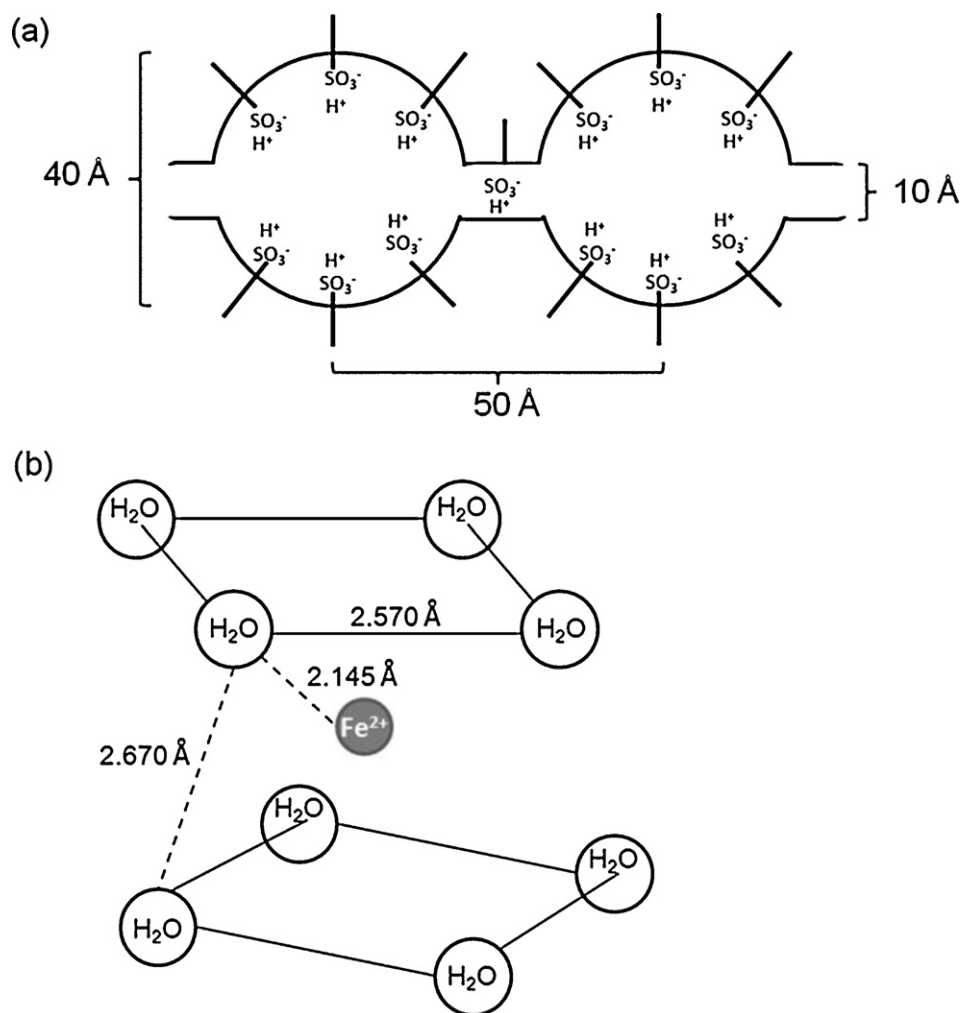 (a)
SO₃⁻ SO₃⁻
H⁺ H⁺
SO₃⁻ SO₃⁻ SO₃⁻ SO₃⁻
H⁺ H⁺ H⁺ H⁺
40 Å SO₃⁻ 10 Å
H⁺
H⁺ H⁺ H⁺ H⁺
SO₃⁻ SO₃⁻ SO₃⁻ SO₃⁻
H⁺ H⁺
SO₃⁻ SO₃⁻
50 Å
(b)
H₂O H₂O
H₂O 2.570 Å H₂O
2.145 Å
Fe²⁺
2.670 Å
H₂O
H₂O
H₂O
H₂O